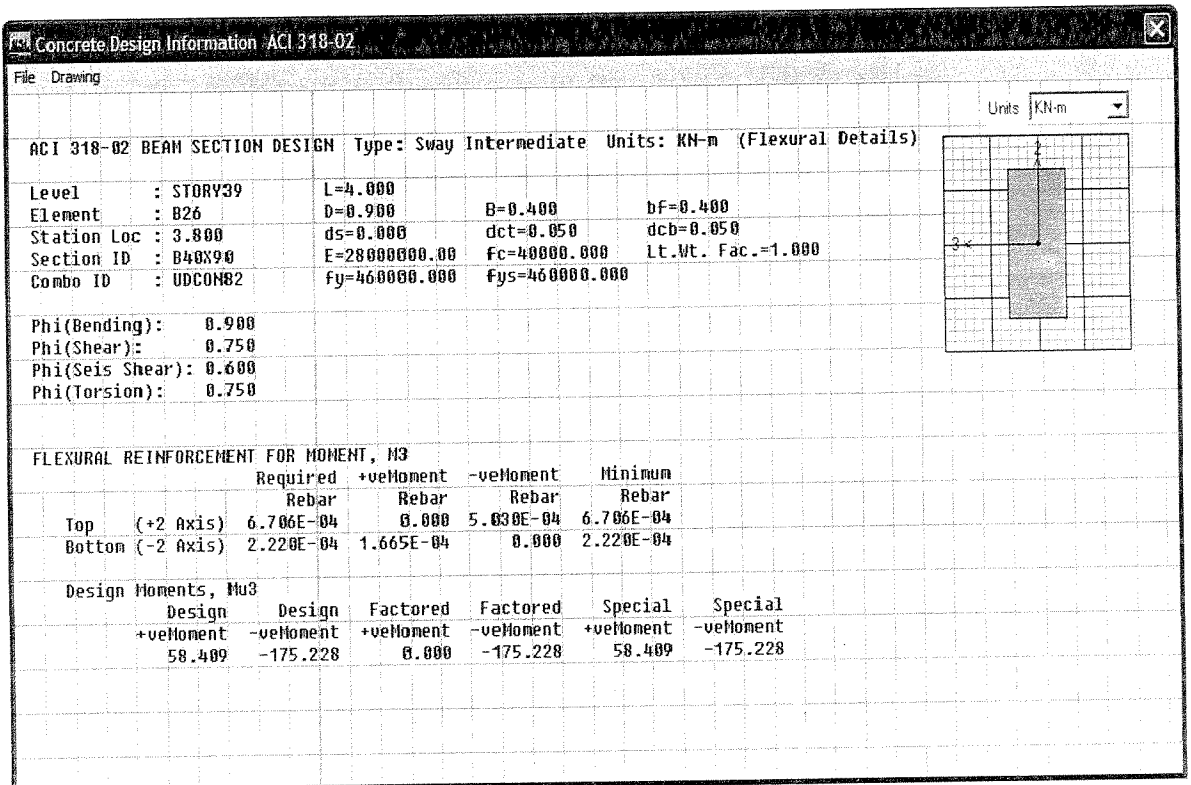 Concrete Design Information ACI 318-02
File Drawing
Units KN-m
ACI 318-02 BEAM SECTION DESIGN Type: Sway Intermediate Units: KN-m (Flexural Details)
Level : STORY39 L=4.000
Element : B26 D=0.900 B=0.400 bf=0.400
Station Loc : 3.800 ds=0.000 dct=0.050 dcb=0.050
Section ID : B40X90 E=28000000.00 fc=40000.000 Lt.Wt. Fac.=1.000
Combo ID : UDCON82 fy=460000.000 fys=460000.000
2
3
Phi(Bending): 0.900
Phi(Shear): 0.750
Phi(Seis Shear): 0.600
Phi(Torsion): 0.750
FLEXURAL REINFORCEMENT FOR MOMENT, M3
Required +veMoment -veMoment Minimum
Rebar Rebar Rebar Rebar
Top (+2 Axis) 6.706E-04 0.000 5.030E-04 6.706E-04
Bottom (-2 Axis) 2.220E-04 1.665E-04 0.000 2.220E-04
Design Moments, Mu3
Design Design Factored Factored Special Special
+veMoment -veMoment +veMoment -veMoment +veMoment -veMoment
58.409 -175.228 0.000 -175.228 58.409 -175.228